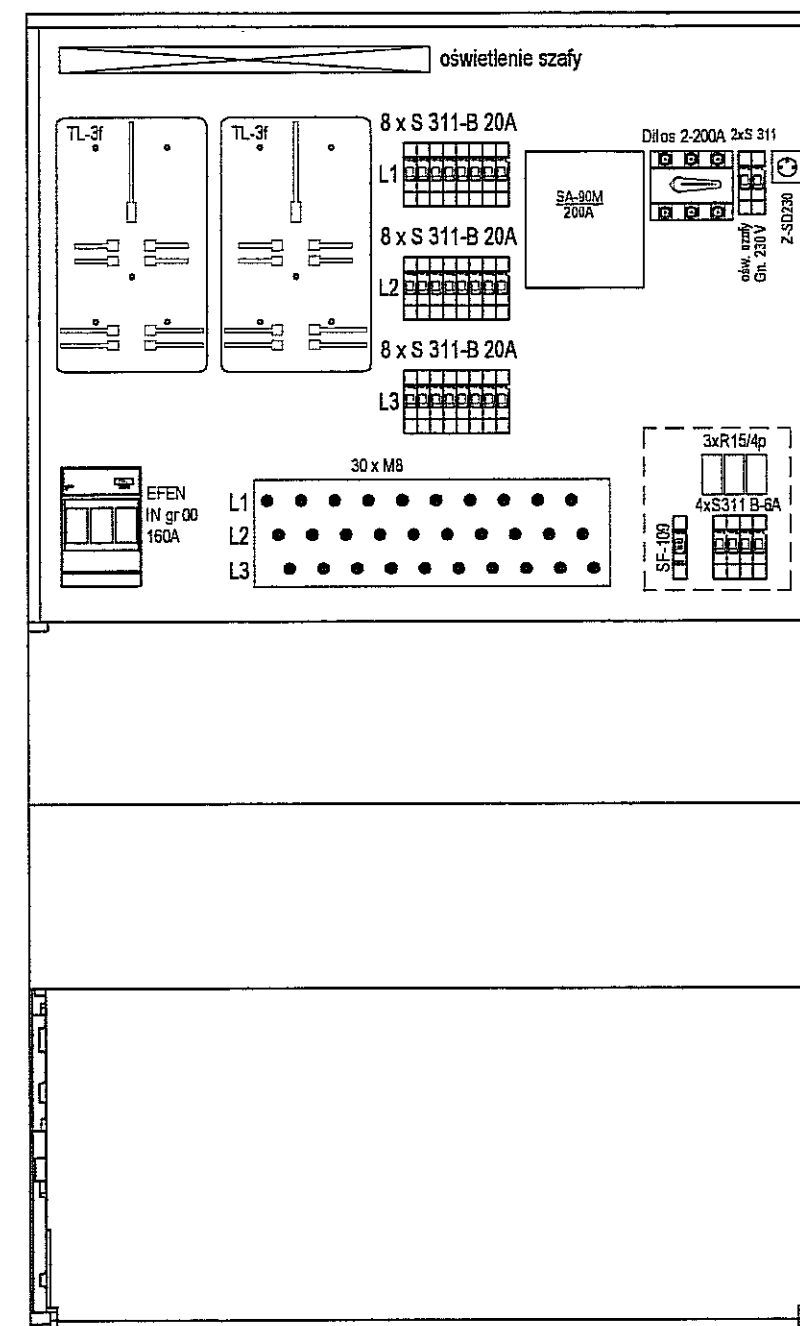 oświetlenie szafy
TL-3f
TL-3f
8 x S 311-B 20A
L1
8 x S 311-B 20A
L2
8 x S 311-B 20A
L3
SA-90M
200A
Dilos 2-200A
2xS 311
ośw. szafy
Gn. 230V
Z-SD230
EFEN
IN gr 00
160A
30 x M8
L1
L2
L3
3xR15/4p
4xS311 B-6A
SF-109